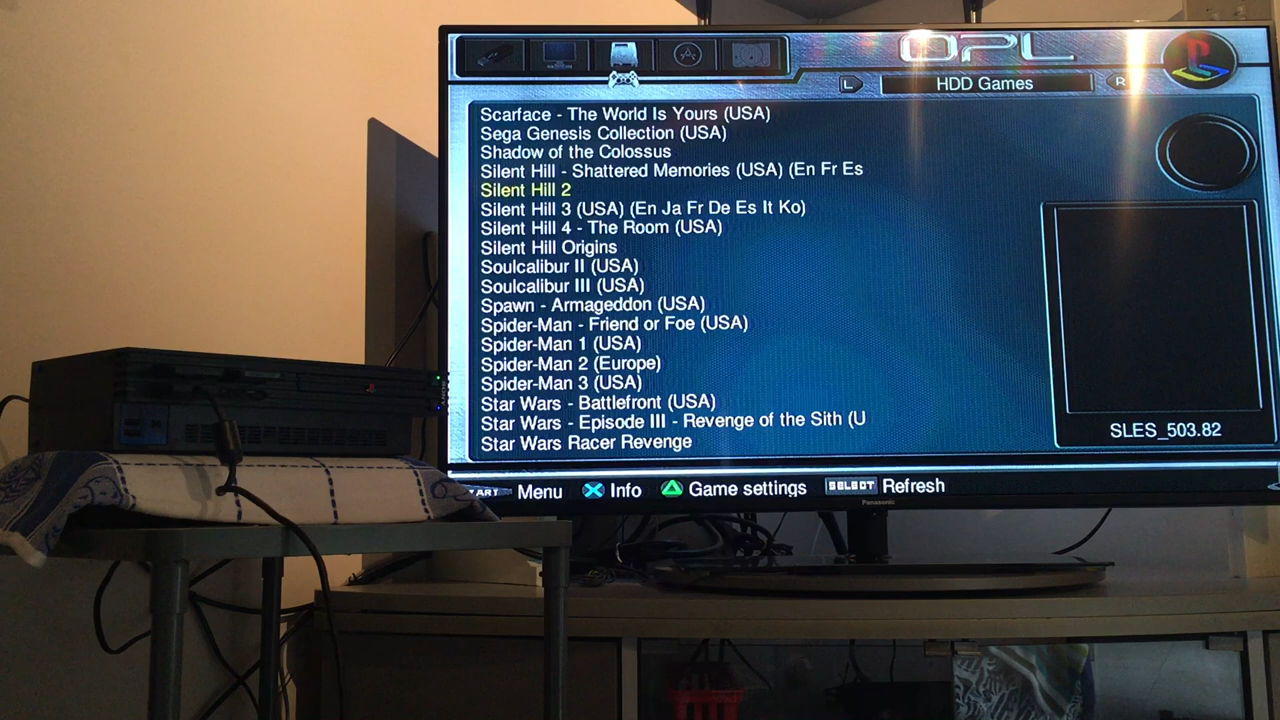 OPL
L HDD Games R
Scarface - The World Is Yours (USA)
Sega Genesis Collection (USA)
Shadow of the Colossus
Silent Hill - Shattered Memories (USA) (En Fr Es
Silent Hill 2
Silent Hill 3 (USA) (En Ja Fr De Es It Ko)
Silent Hill 4 - The Room (USA)
Silent Hill Origins
Soulcalibur II (USA)
Soulcalibur III (USA)
Spawn - Armageddon (USA)
Spider-Man - Friend or Foe (USA)
Spider-Man 1 (USA)
Spider-Man 2 (Europe)
Spider-Man 3 (USA)
Star Wars - Battlefront (USA)
Star Wars - Episode III - Revenge of the Sith (U
Star Wars Racer Revenge
SLES_503.82
TART Menu Info Game settings SELECT Refresh
Panasonic
SONY